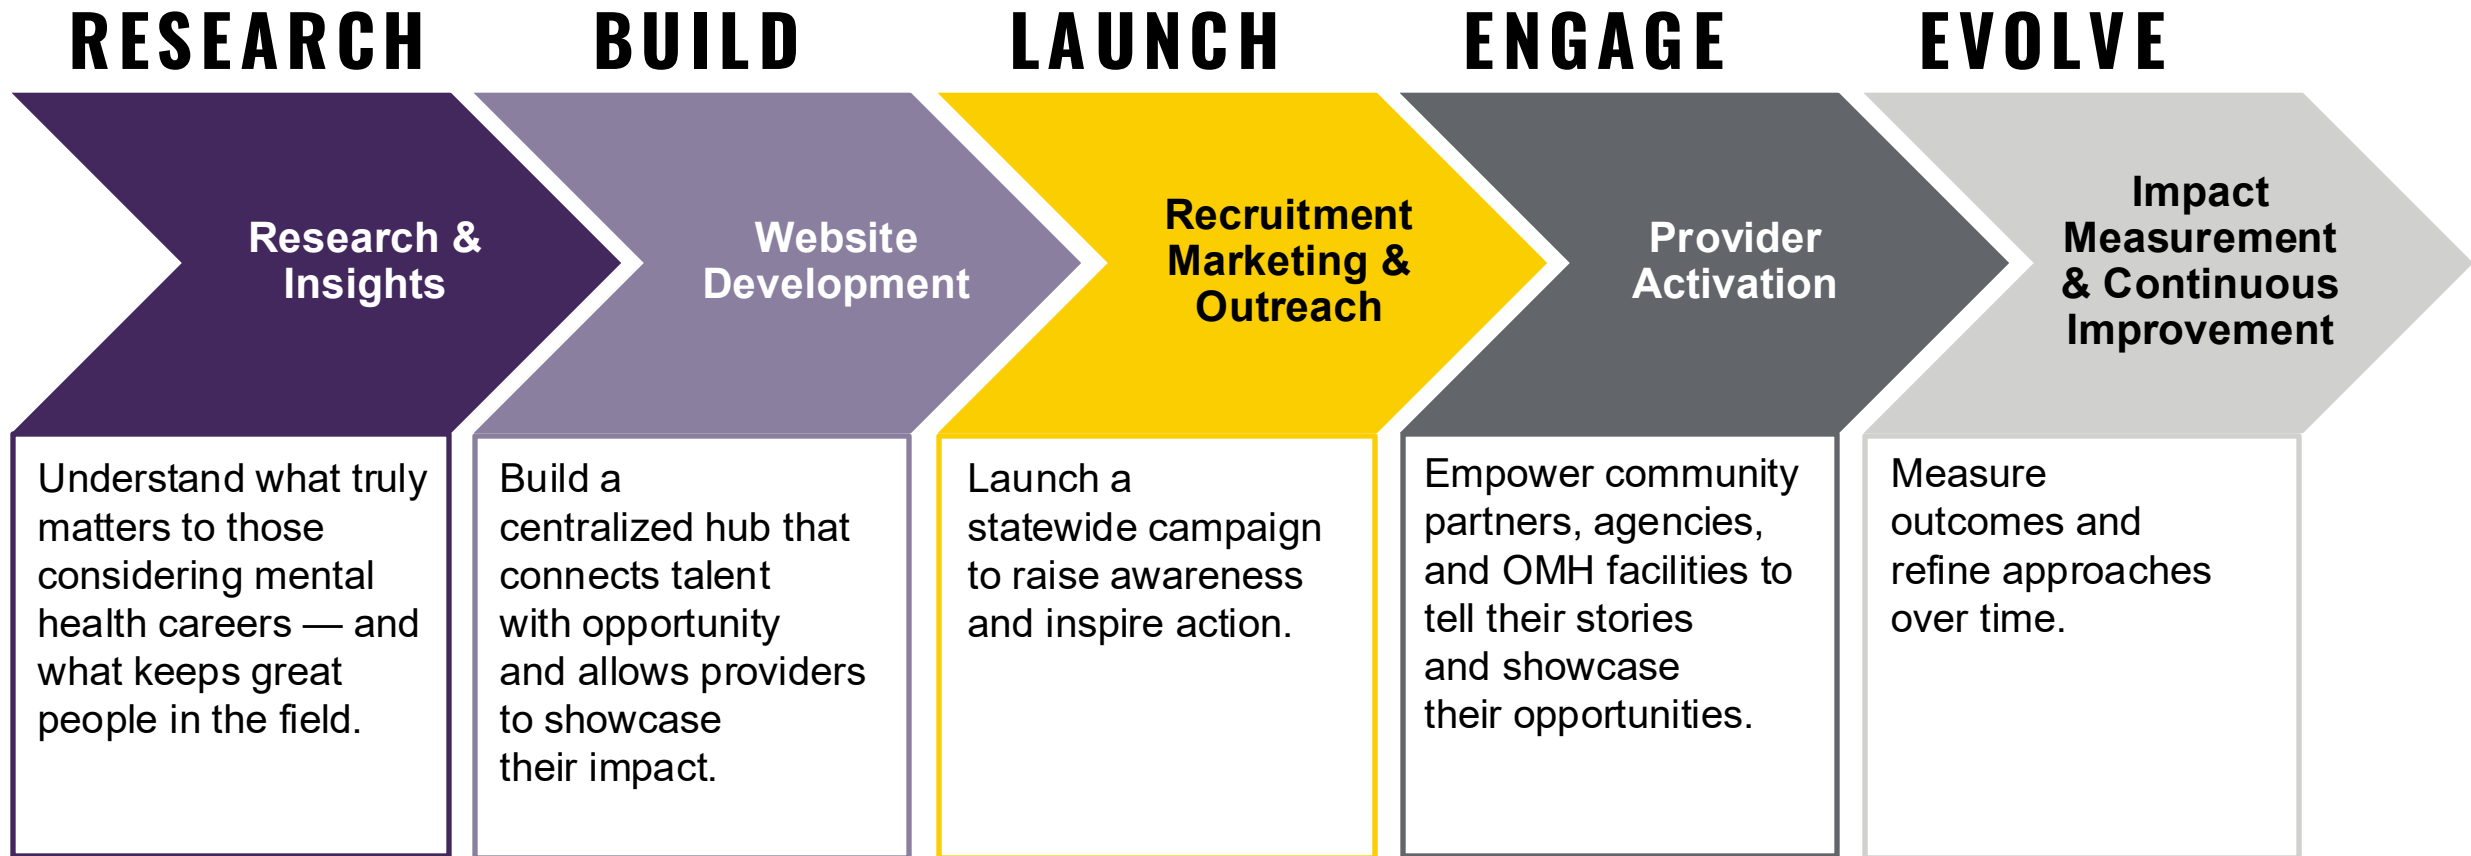 RESEARCH
BUILD
LAUNCH
ENGAGE
EVOLVE
Research &
Insights
Website
Development
Recruitment
Marketing &
Outreach
Provider
Activation
Impact
Measurement
& Continuous
Improvement
Understand what truly
matters to those
considering mental
health careers — and
what keeps great
people in the field.
Build a
centralized hub that
connects talent
with opportunity
and allows providers
to showcase
their impact.
Launch a
statewide campaign
to raise awareness
and inspire action.
Empower community
partners, agencies,
and OMH facilities to
tell their stories
and showcase
their opportunities.
Measure
outcomes and
refine approaches
over time.